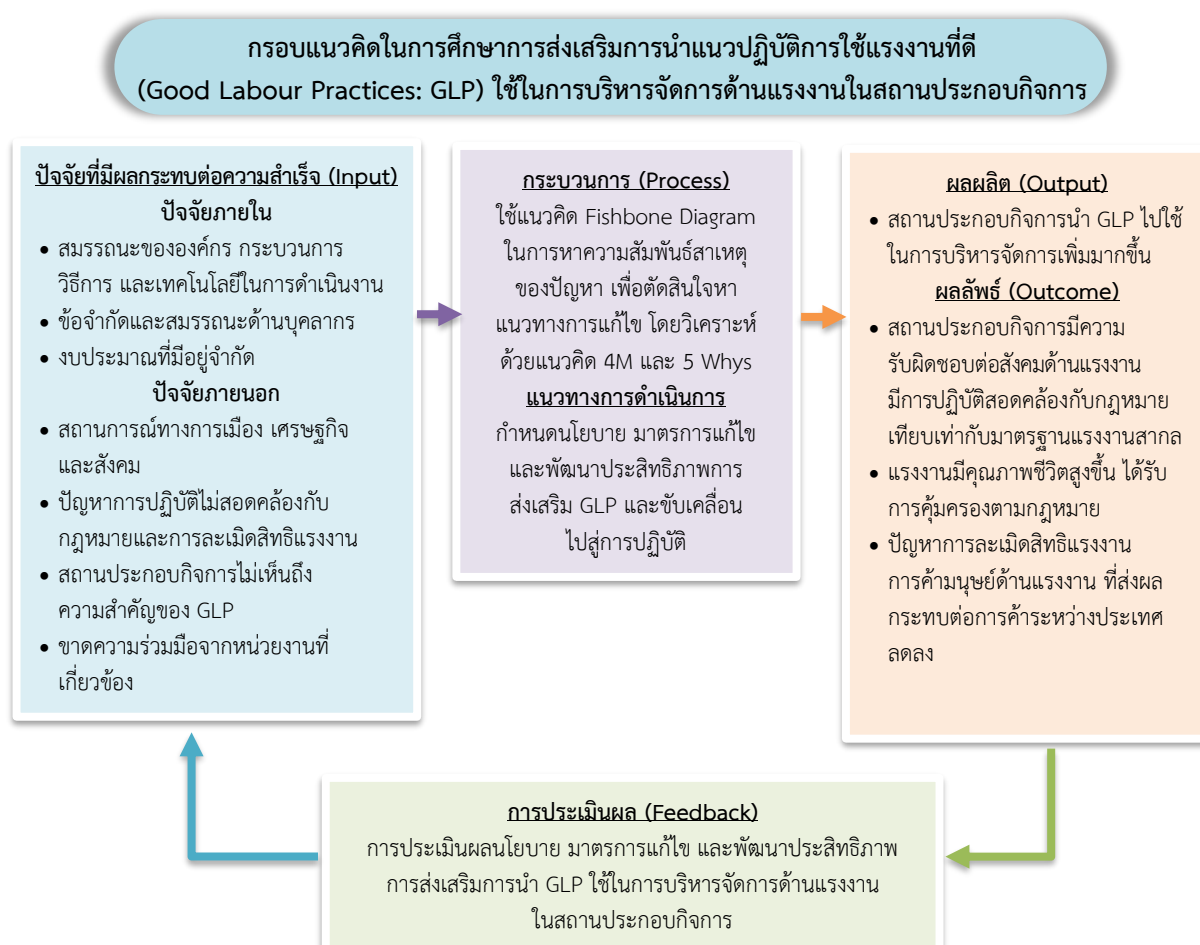 กรอบแนวคิดในการศึกษาการส่งเสริมการนำแนวปฏิบัติการใช้แรงงานที่ดี
(Good Labour Practices: GLP) ใช้ในการบริหารจัดการด้านแรงงานในสถานประกอบกิจการ
ปัจจัยที่มีผลกระทบต่อความสำเร็จ (Input)
ปัจจัยภายใน
• สมรรถนะขององค์กร กระบวนการ
วิธีการ และเทคโนโลยีในการดำเนินงาน
• ข้อจำกัดและสมรรถนะด้านบุคลากร
• งบประมาณที่มีอยู่จำกัด
ปัจจัยภายนอก
• สถานการณ์ทางการเมือง เศรษฐกิจ
และสังคม
• ปัญหาการปฏิบัติไม่สอดคล้องกับ
กฎหมายและการละเมิดสิทธิแรงงาน
• สถานประกอบกิจการไม่เห็นถึง
ความสำคัญของ GLP
• ขาดความร่วมมือจากหน่วยงานที่
เกี่ยวข้อง
กระบวนการ (Process)
ใช้แนวคิด Fishbone Diagram
ในการหาความสัมพันธ์สาเหตุ
ของปัญหา เพื่อตัดสินใจหา
แนวทางการแก้ไข โดยวิเคราะห์
ด้วยแนวคิด 4M และ 5 Whys
แนวทางการดำเนินการ
กำหนดนโยบาย มาตรการแก้ไข
และพัฒนาประสิทธิภาพการ
ส่งเสริม GLP และขับเคลื่อน
ไปสู่การปฏิบัติ
ผลผลิต (Output)
• สถานประกอบกิจการนำ GLP ไปใช้
ในการบริหารจัดการเพิ่มมากขึ้น
ผลลัพธ์ (Outcome)
• สถานประกอบกิจการมีความ
รับผิดชอบต่อสังคมด้านแรงงาน
มีการปฏิบัติสอดคล้องกับกฎหมาย
เทียบเท่ากับมาตรฐานแรงงานสากล
• แรงงานมีคุณภาพชีวิตสูงขึ้น ได้รับ
การคุ้มครองตามกฎหมาย
• ปัญหาการละเมิดสิทธิแรงงาน
การค้ามนุษย์ด้านแรงงาน ที่ส่งผล
กระทบต่อการค้าระหว่างประเทศ
ลดลง
การประเมินผล (Feedback)
การประเมินผลนโยบาย มาตรการแก้ไข และพัฒนาประสิทธิภาพ
การส่งเสริมการนำ GLP ใช้ในการบริหารจัดการด้านแรงงาน
ในสถานประกอบกิจการ